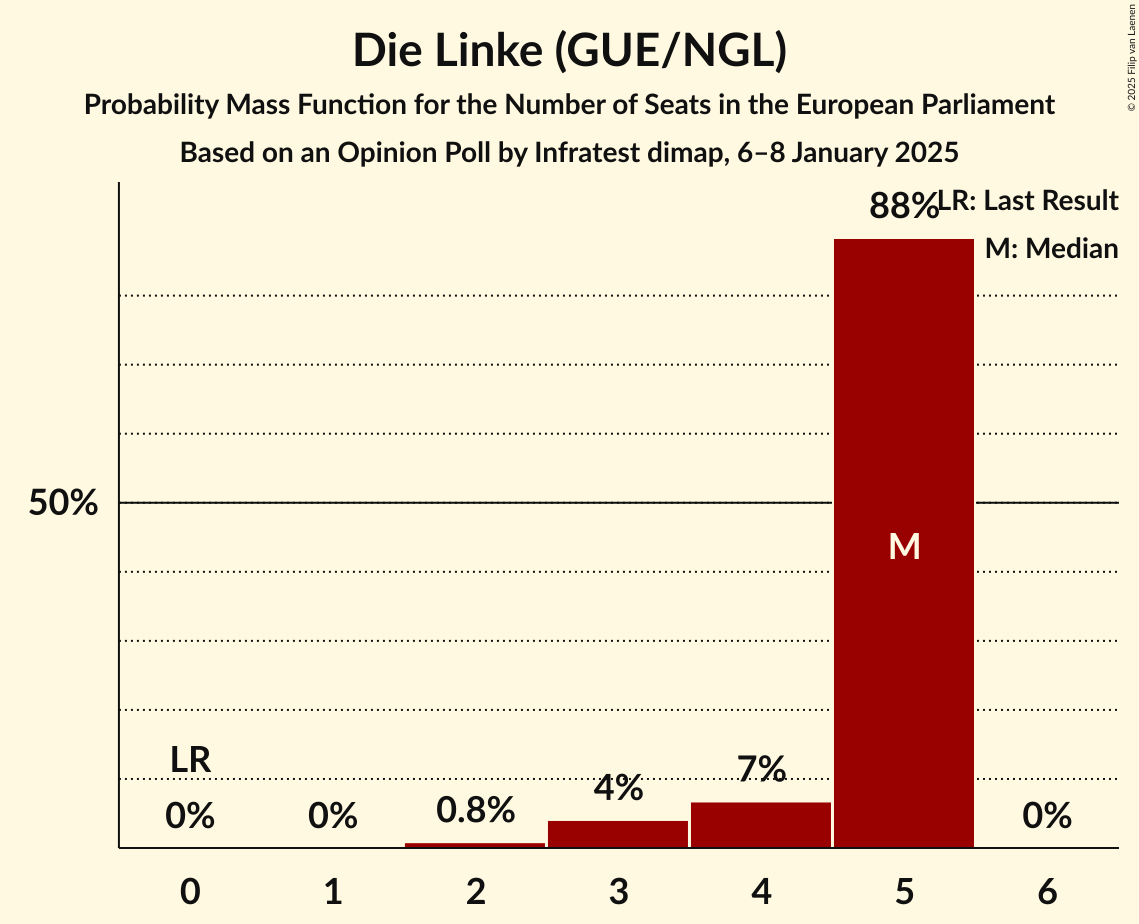 Die Linke (GUE/NGL)
Probability Mass Function for the Number of Seats in the European Parliament
Based on an Opinion Poll by Infratest dimap, 6–8 January 2025
© 2025 Filip van Laenen
LR: Last Result
M: Median
88%
50%
M
LR
0%
0%
0.8%
4%
7%
0%
0
1
2
3
4
5
6